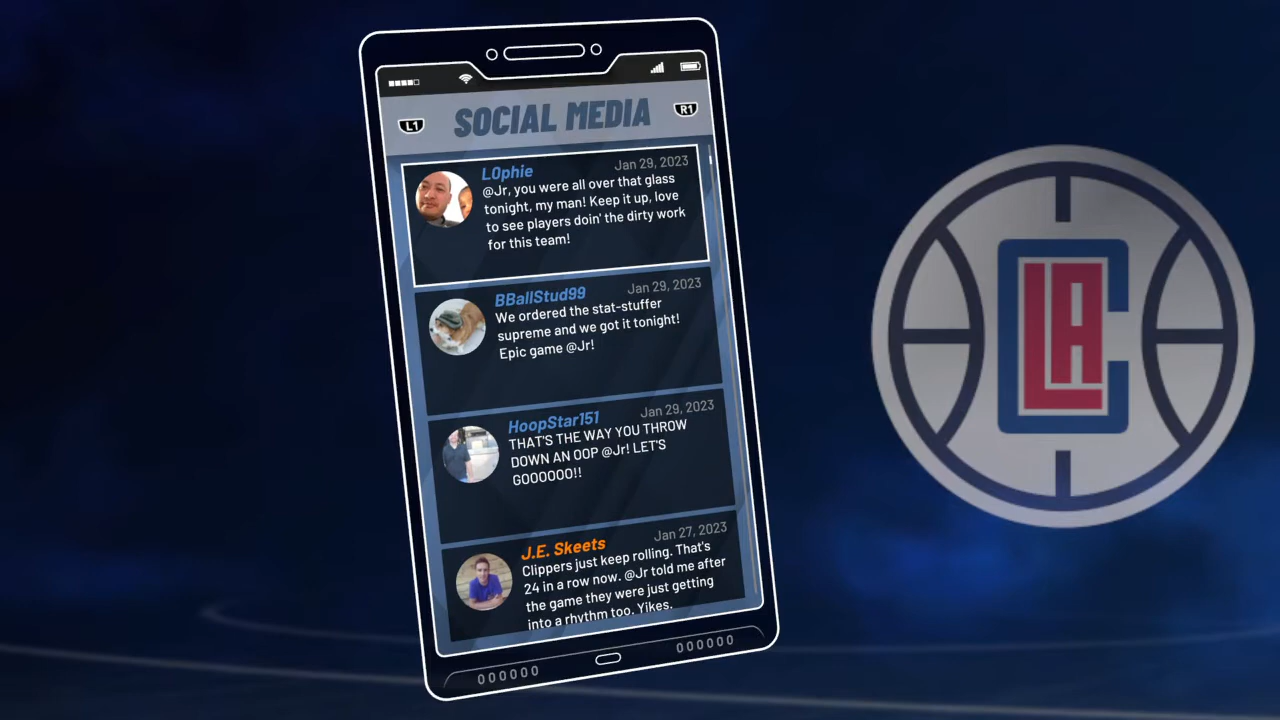 SOCIAL MEDIA
L1
R1
L0phie
Jan 29, 2023
@Jr, you were all over that glass
tonight, my man! Keep it up, love
to see players doin' the dirty work
for this team!
BBallStud99
Jan 29, 2023
We ordered the stat-stuffer
supreme and we got it tonight!
Epic game @Jr!
HoopStar151
Jan 29, 2023
THAT'S THE WAY YOU THROW
DOWN AN OOP @Jr! LET'S
GOOOOOO!!
J.E. Skeets
Jan 27, 2023
Clippers just keep rolling. That's
24 in a row now. @Jr told me after
the game they were just getting
into a rhythm too. Yikes.
LAC